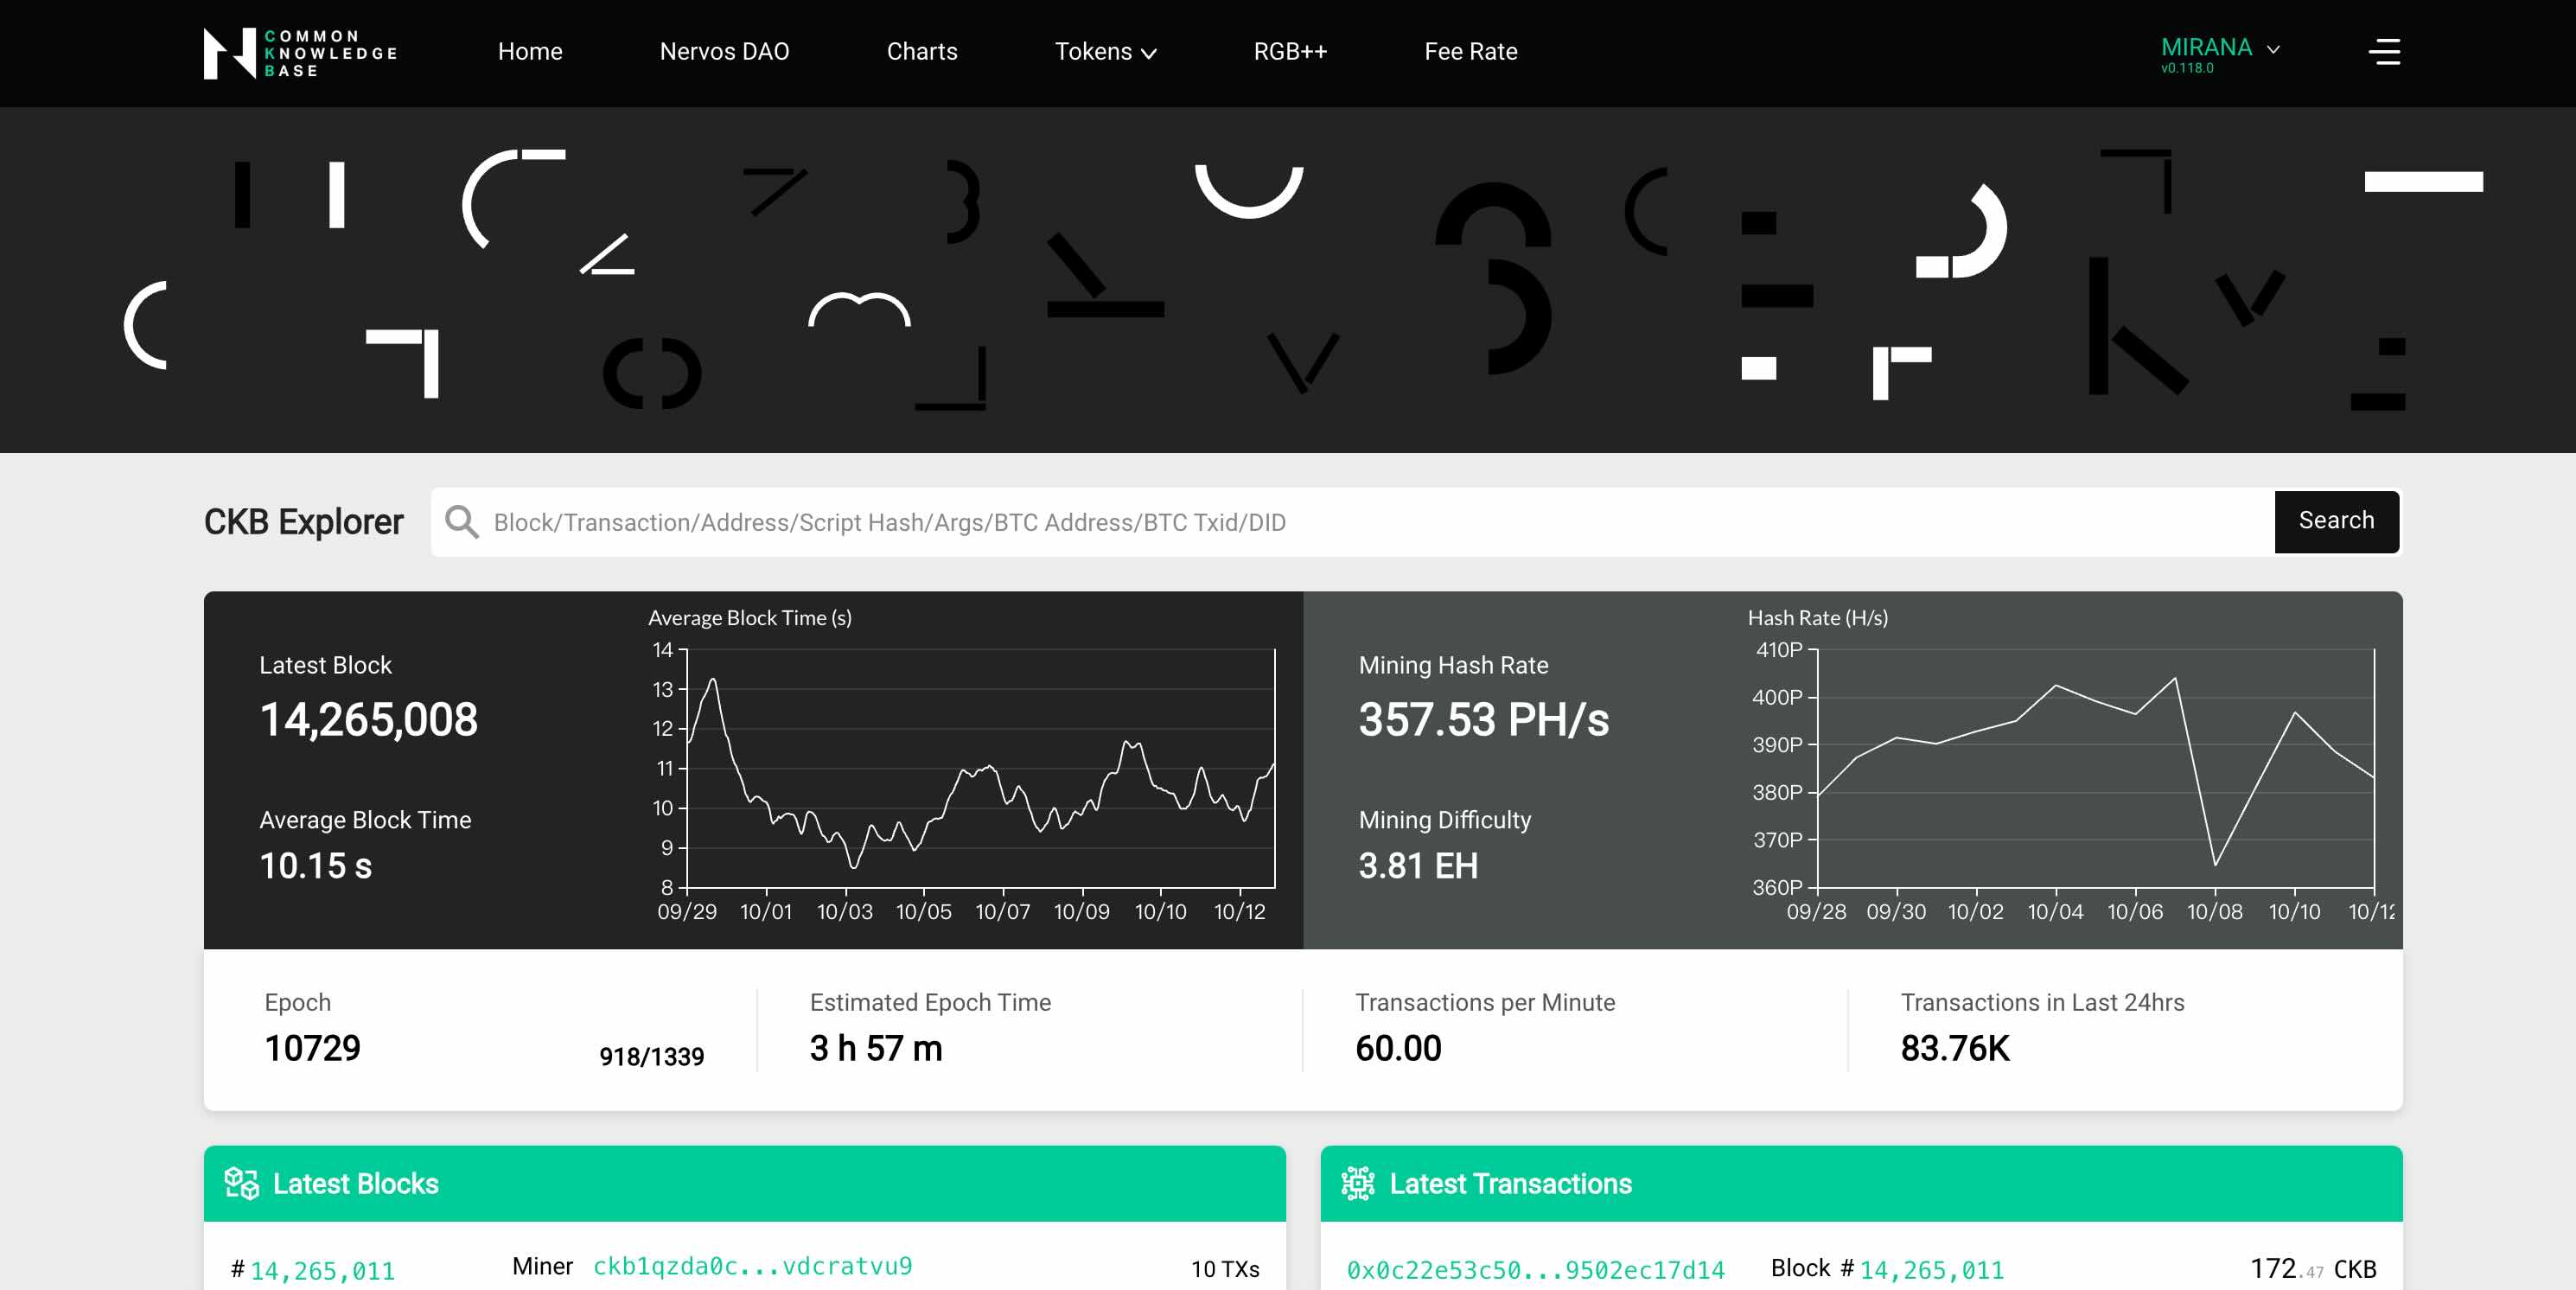 COMMON
KNOWLEDGE
BASE
Home
Nervos DAO
Charts
Tokens
RGB++
Fee Rate
MIRANA
v0.118.0
CKB Explorer
Block/Transaction/Address/Script Hash/Args/BTC Address/BTC Txid/DID
Search
Latest Block
14,265,008
Average Block Time
10.15 s
Average Block Time (s)
14
13
12
11
10
9
8
09/29 10/01 10/03 10/05 10/07 10/09 10/10 10/12
Mining Hash Rate
357.53 PH/s
Mining Difficulty
3.81 EH
Hash Rate (H/s)
410P
400P
390P
380P
370P
360P
09/28 09/30 10/02 10/04 10/06 10/08 10/10 10/12
Epoch
10729
918/1339
Estimated Epoch Time
3 h 57 m
Transactions per Minute
60.00
Transactions in Last 24hrs
83.76K
Latest Blocks
# 14,265,011 Miner ckb1qzda0c...vdcratvu9 10 TXs
Latest Transactions
0x0c22e53c50...9502ec17d14 Block # 14,265,011 172.47 CKB